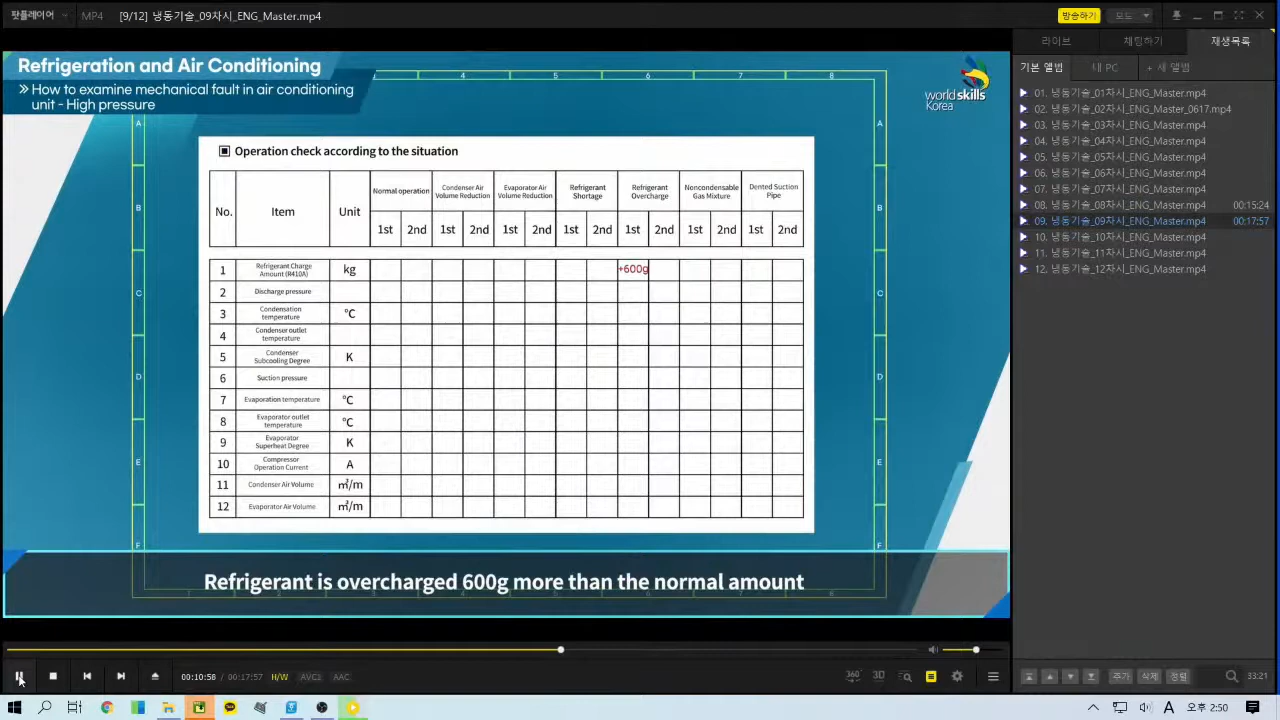 팟플레이어
MP4
[9/12] 냉동기술_09차시_ENG_Master.mp4
방송하기
모드
라이브
채팅하기
재생목록
기본 앨범
내 PC
+ 새 앨범
01. 냉동기술_01차시_ENG_Master.mp4
02. 냉동기술_02차시_ENG_Master_0617.mp4
03. 냉동기술_03차시_ENG_Master.mp4
04. 냉동기술_04차시_ENG_Master.mp4
05. 냉동기술_05차시_ENG_Master.mp4
06. 냉동기술_06차시_ENG_Master.mp4
07. 냉동기술_07차시_ENG_Master.mp4
08. 냉동기술_08차시_ENG_Master.mp4 00:15:24
09. 냉동기술_09차시_ENG_Master.mp4 00:17:57
10. 냉동기술_10차시_ENG_Master.mp4
11. 냉동기술_11차시_ENG_Master.mp4
12. 냉동기술_12차시_ENG_Master.mp4
Refrigeration and Air Conditioning
» How to examine mechanical fault in air conditioning
unit - High pressure
world skills
Korea
4 5 6 7 8
A A
B B
C C
D D
E E
F F
Operation check according to the situation
No. Item Unit
Normal operation
Condenser Air
Volume Reduction
Evaporator Air
Volume Reduction
Refrigerant
Shortage
Refrigerant
Overcharge
Noncondensable
Gas Mixture
Dented Suction
Pipe
1st 2nd 1st 2nd 1st 2nd 1st 2nd 1st 2nd 1st 2nd 1st 2nd
1 Refrigerant Charge
Amount (R410A) kg +600g
2 Discharge pressure
3 Condensation
temperature ℃
4 Condenser outlet
temperature
5 Condenser
Subcooling Degree K
6 Suction pressure
7 Evaporation temperature ℃
8 Evaporator outlet
temperature ℃
9 Evaporator
Superheat Degree K
10 Compressor
Operation Current A
11 Condenser Air Volume ㎥/m
12 Evaporator Air Volume ㎥/m
Refrigerant is overcharged 600g more than the normal amount
00:10:58 / 00:17:57 H/W AVC1 AAC
360° 3D
추가 삭제 정렬
33:21
A 오후 2:50